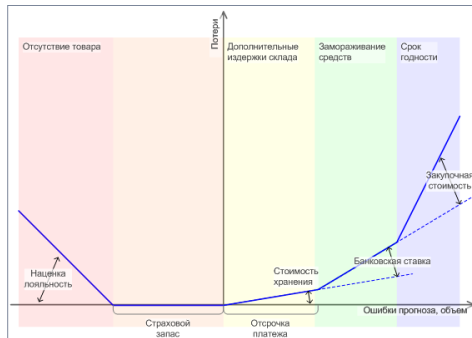 Потери
Отсутствие товара
Дополнительные
издержки склада
Замораживание
средств
Срок
годности
Закупочная
стоимость
Наценка
лояльность
Стоимость
хранения
Банковская ставка
Ошибки прогноза, объем
Страховой
запас
Отсрочка
платежа